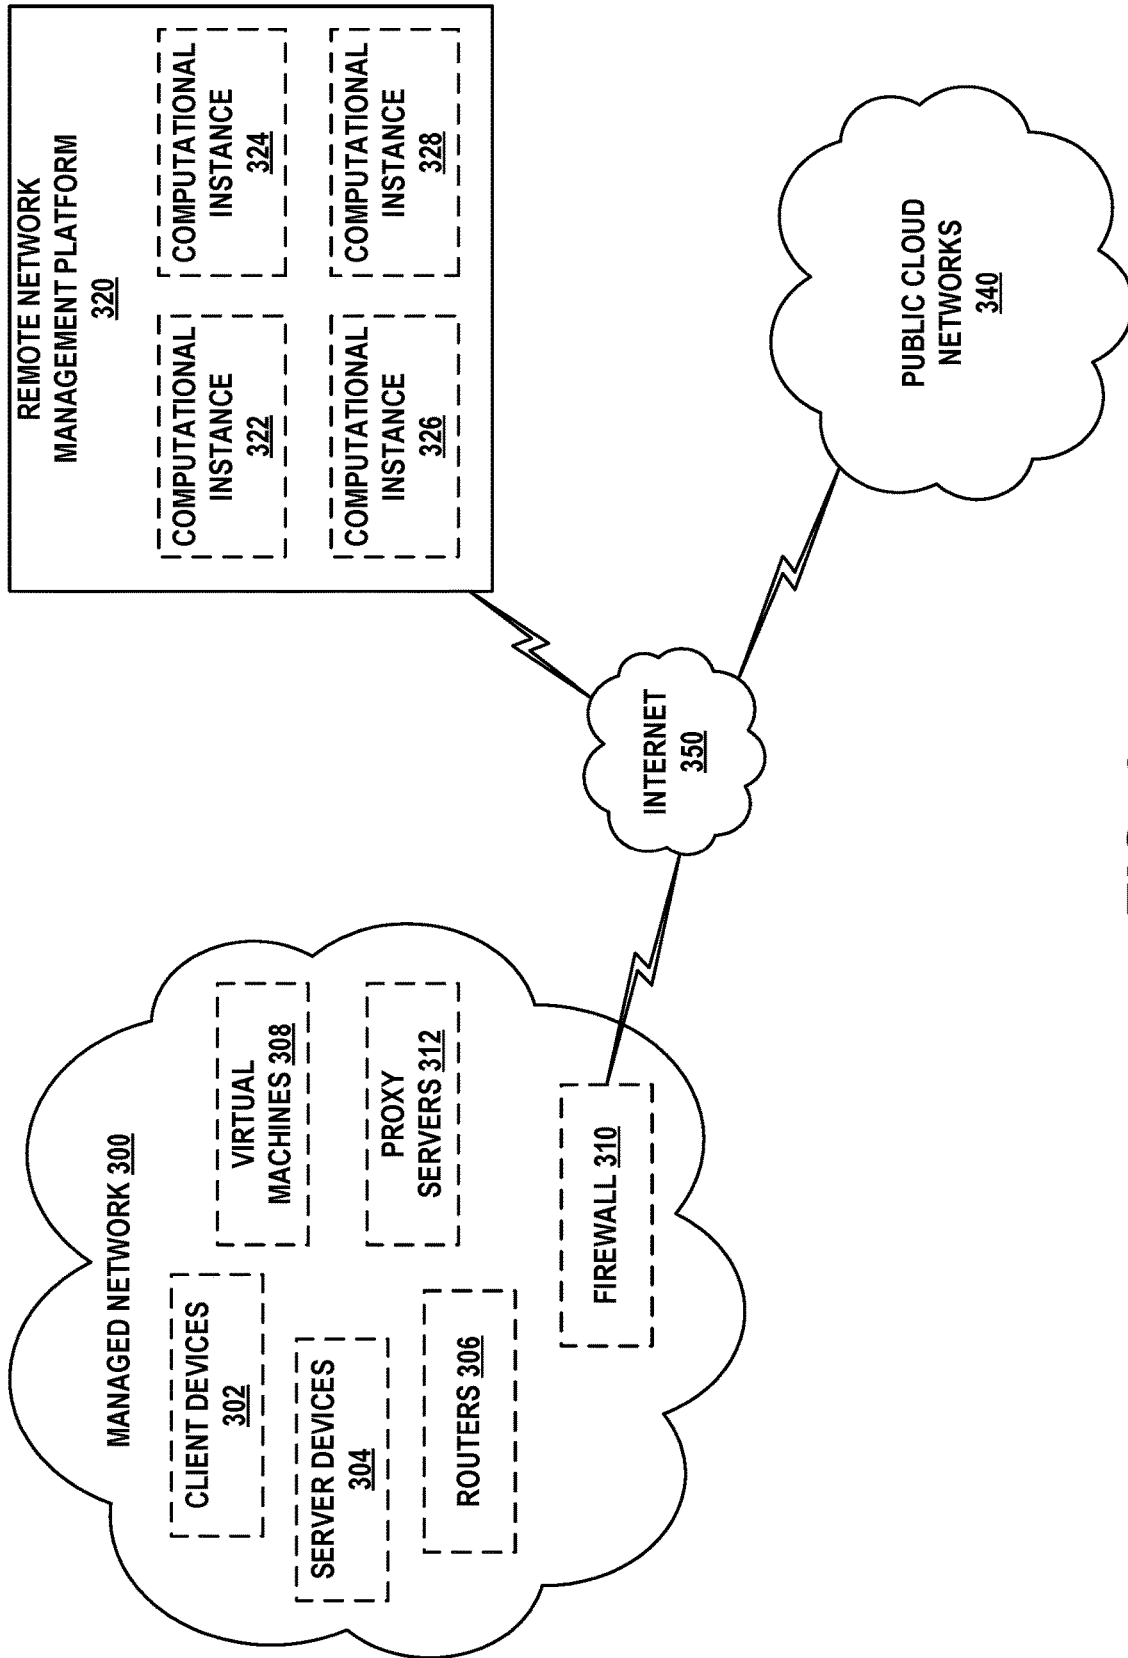 MANAGED NETWORK 300
CLIENT DEVICES
302
SERVER DEVICES
304
ROUTERS 306
VIRTUAL
MACHINES 308
PROXY
SERVERS 312
FIREWALL 310
INTERNET
350
REMOTE NETWORK
MANAGEMENT PLATFORM
320
COMPUTATIONAL
INSTANCE
322
COMPUTATIONAL
INSTANCE
324
COMPUTATIONAL
INSTANCE
326
COMPUTATIONAL
INSTANCE
328
PUBLIC CLOUD
NETWORKS
340